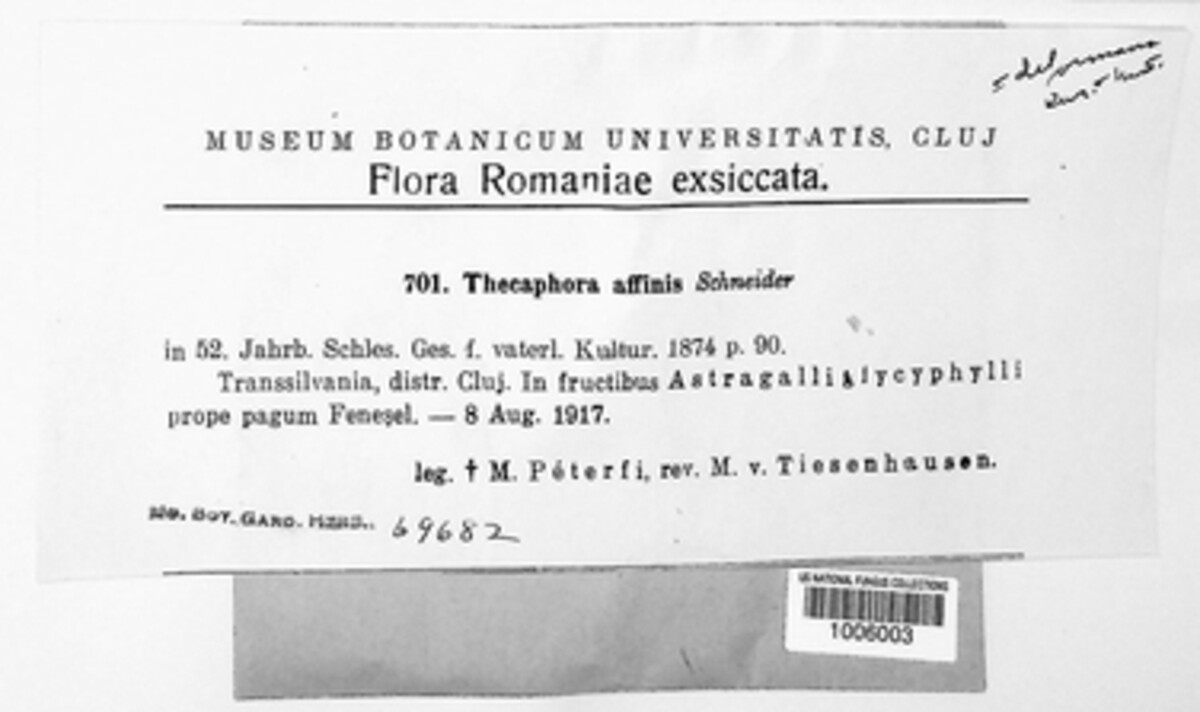 = deformans
MUSEUM BOTANICUM UNIVERSITATIS, CLUJ
Flora Romaniae exsiccata.
701. Thecaphora affinis Schneider
in 52. Jahrb. Schles. Ges. f. vaterl. Kultur. 1874 p. 90.
Transsilvania, distr. Cluj. In fructibus Astragalli glycyphylli
prope pagum Feneşel. — 8 Aug. 1917.
leg. † M. Péterfi, rev. M. v. Tiesenhausen.
MO. BOT. GARD. HERB. 69682
US NATIONAL FUNGUS COLLECTIONS
1006003